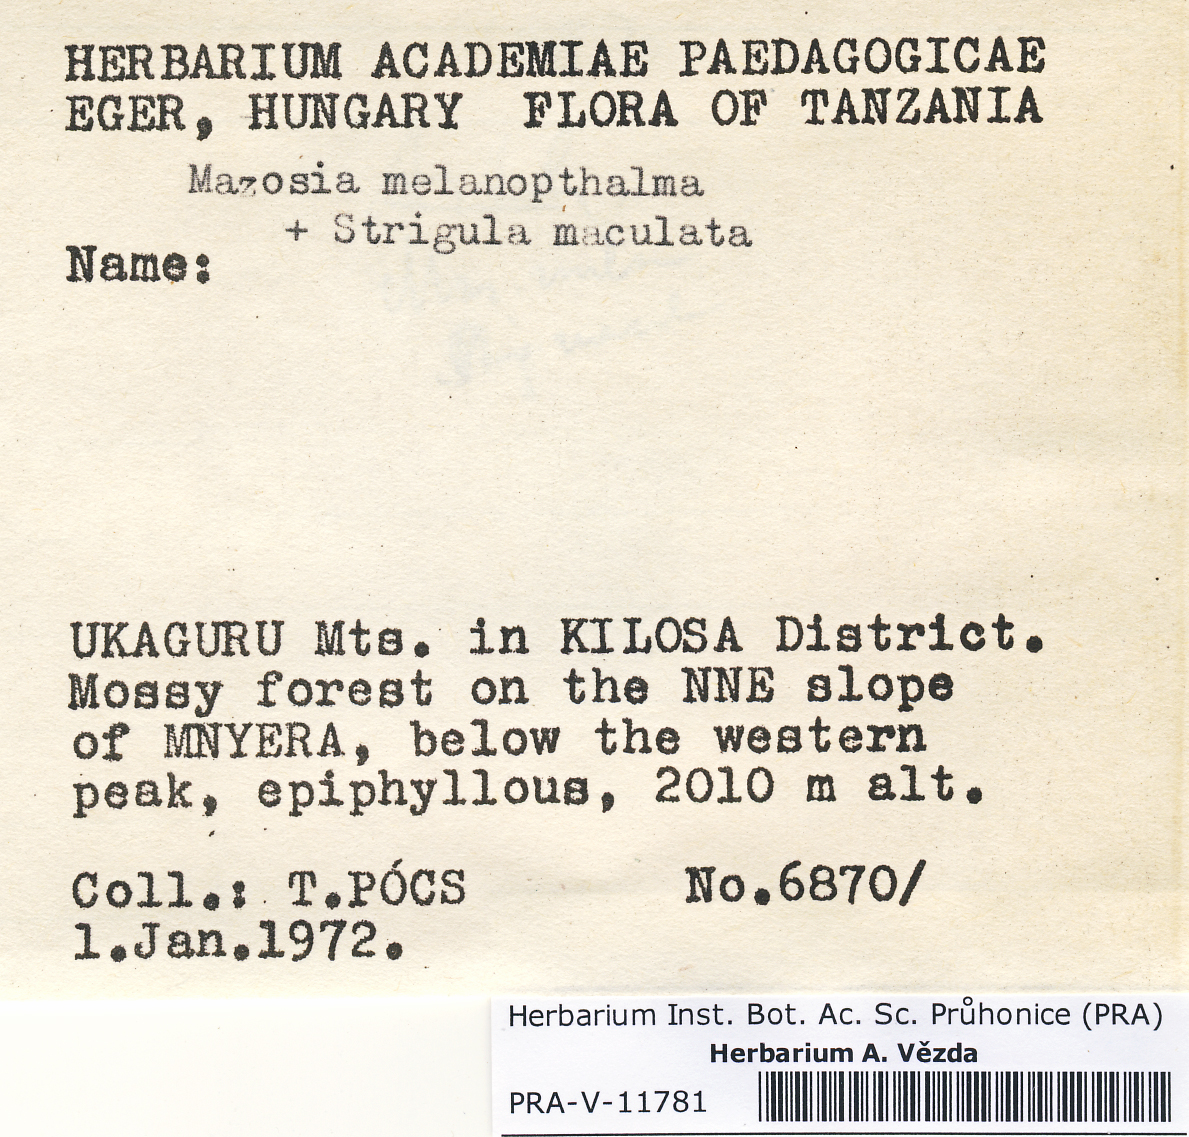 HERBARIUM ACADEMIAE PAEDAGOGICAE
EGER, HUNGARY FLORA OF TANZANIA
Mazosia melanopthalma
+ Strigula maculata
Name:
UKAGURU Mts. in KILOSA District.
Mossy forest on the NNE slope
of MNYERA, below the western
peak, epiphyllous, 2010 m alt.
Coll.: T.PÓCS No.6870/
1.Jan.1972.
Herbarium Inst. Bot. Ac. Sc. Průhonice (PRA)
Herbarium A. Vězda
PRA-V-11781